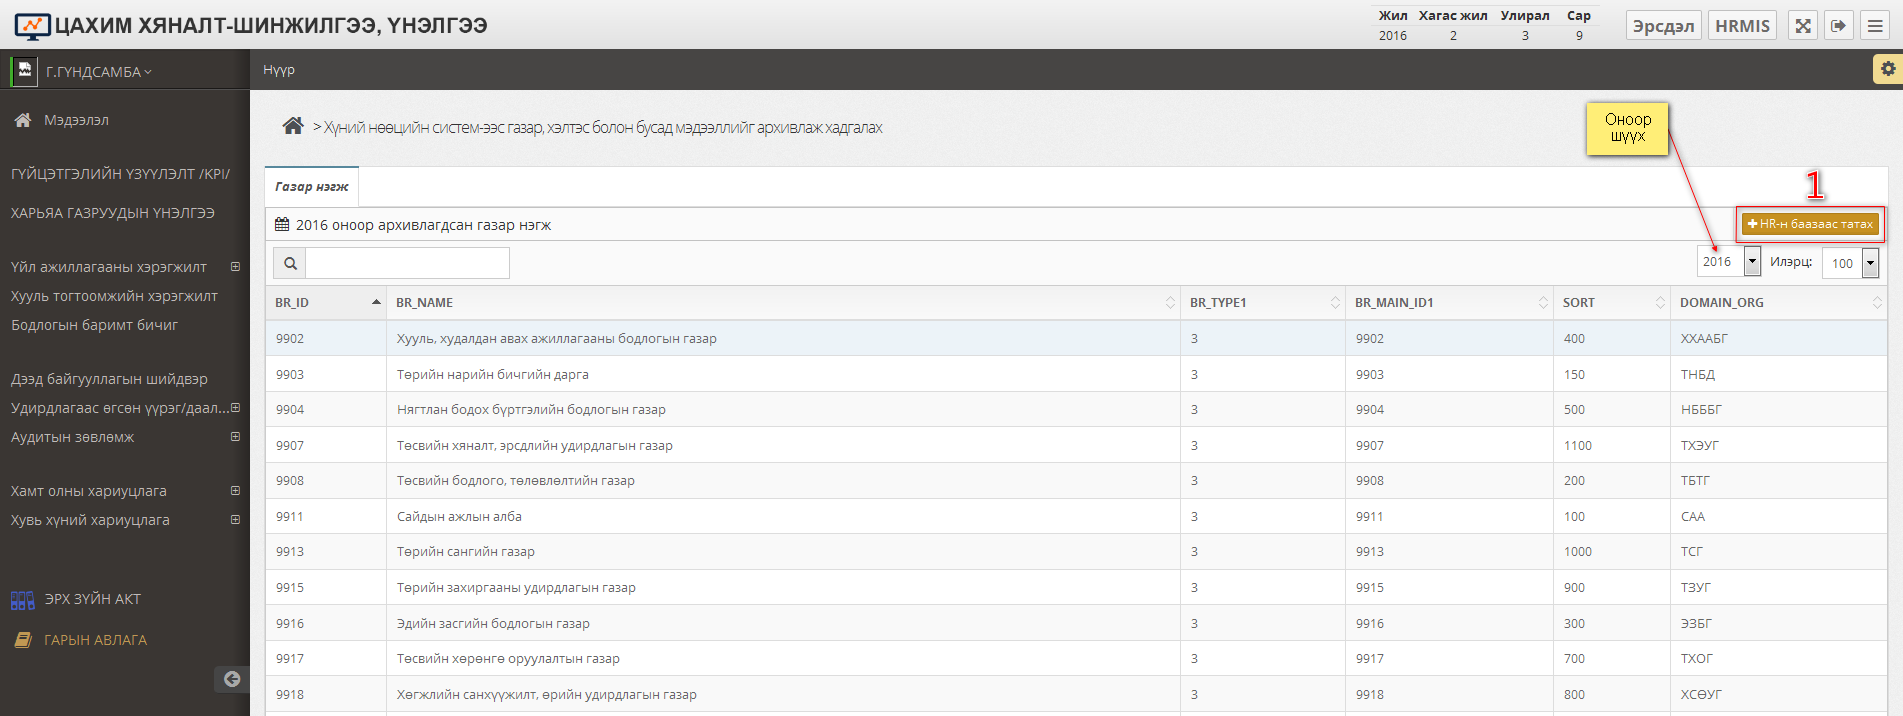 ЦАХИМ ХЯНАЛТ-ШИНЖИЛГЭЭ, ҮНЭЛГЭЭ
Жил Хагас жил Улирал Сар
2016 2 3 9
Эрсдэл
HRMIS
Г.ГҮНДСАМБА
Нүүр
Мэдээлэл
ГҮЙЦЭТГЭЛИЙН ҮЗҮҮЛЭЛТ /KPI/
ХАРЬЯА ГАЗРУУДЫН ҮНЭЛГЭЭ
Үйл ажиллагааны хэрэгжилт
Хууль тогтоомжийн хэрэгжилт
Бодлогын баримт бичиг
Дээд байгууллагын шийдвэр
Удирдлагаас өгсөн үүрэг/даал...
Аудитын зөвлөмж
Хамт олны хариуцлага
Хувь хүний хариуцлага
ЭРХ ЗҮЙН АКТ
ГАРЫН АВЛАГА
> Хүний нөөцийн систем-ээс газар, хэлтэс болон бусад мэдээллийг архивлаж хадгалах
Оноор
шүүх
1
Газар нэгж
2016 оноор архивлагдсан газар нэгж
HR-н баазаас татах
2016 Илэрц: 100
BR_ID BR_NAME BR_TYPE1 BR_MAIN_ID1 SORT DOMAIN_ORG
9902 Хууль, худалдан авах ажиллагааны бодлогын газар 3 9902 400 ХХААБГ
9903 Төрийн нарийн бичгийн дарга 3 9903 150 ТНБД
9904 Нягтлан бодох бүртгэлийн бодлогын газар 3 9904 500 НБББГ
9907 Төсвийн хяналт, эрсдлийн удирдлагын газар 3 9907 1100 ТХЭУГ
9908 Төсвийн бодлого, төлөвлөлтийн газар 3 9908 200 ТБТГ
9911 Сайдын ажлын алба 3 9911 100 САА
9913 Төрийн сангийн газар 3 9913 1000 ТСГ
9915 Төрийн захиргааны удирдлагын газар 3 9915 900 ТЗУГ
9916 Эдийн засгийн бодлогын газар 3 9916 300 ЭЗБГ
9917 Төсвийн хөрөнгө оруулалтын газар 3 9917 700 ТХОГ
9918 Хөгжлийн санхүүжилт, өрийн удирдлагын газар 3 9918 800 ХСӨУГ